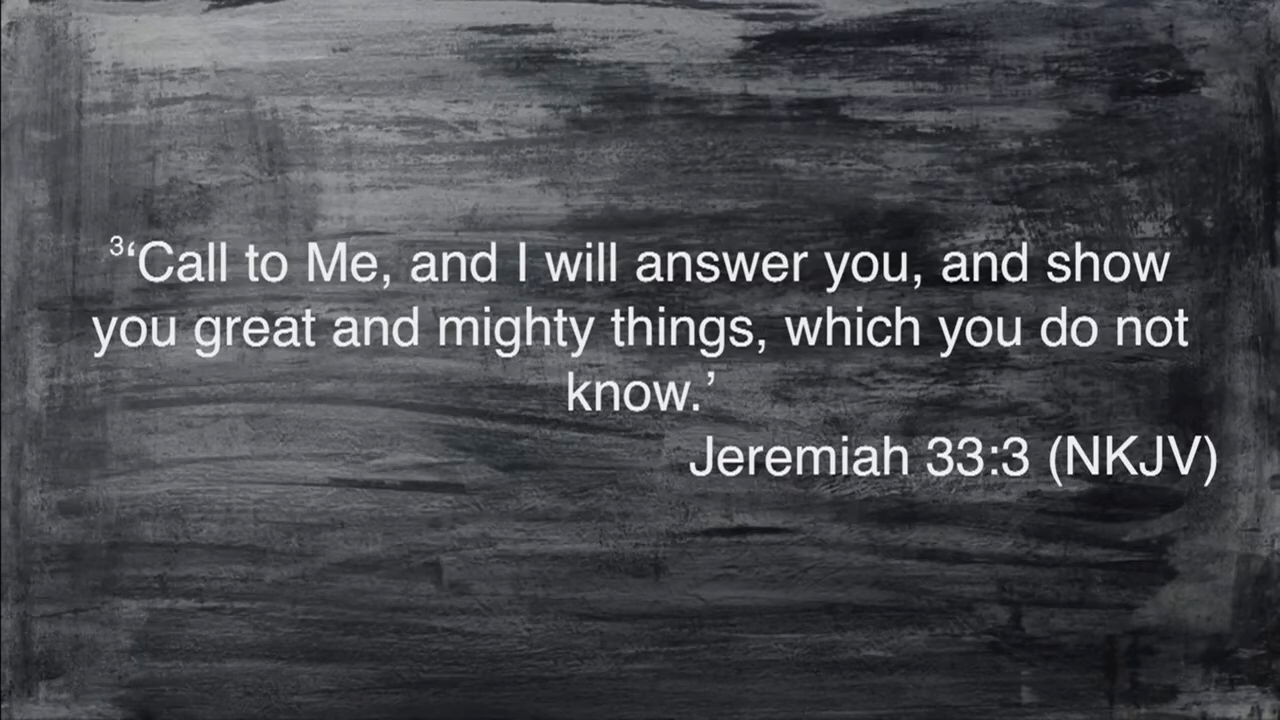 ³‘Call to Me, and I will answer you, and show
you great and mighty things, which you do not
know.’
Jeremiah 33:3 (NKJV)